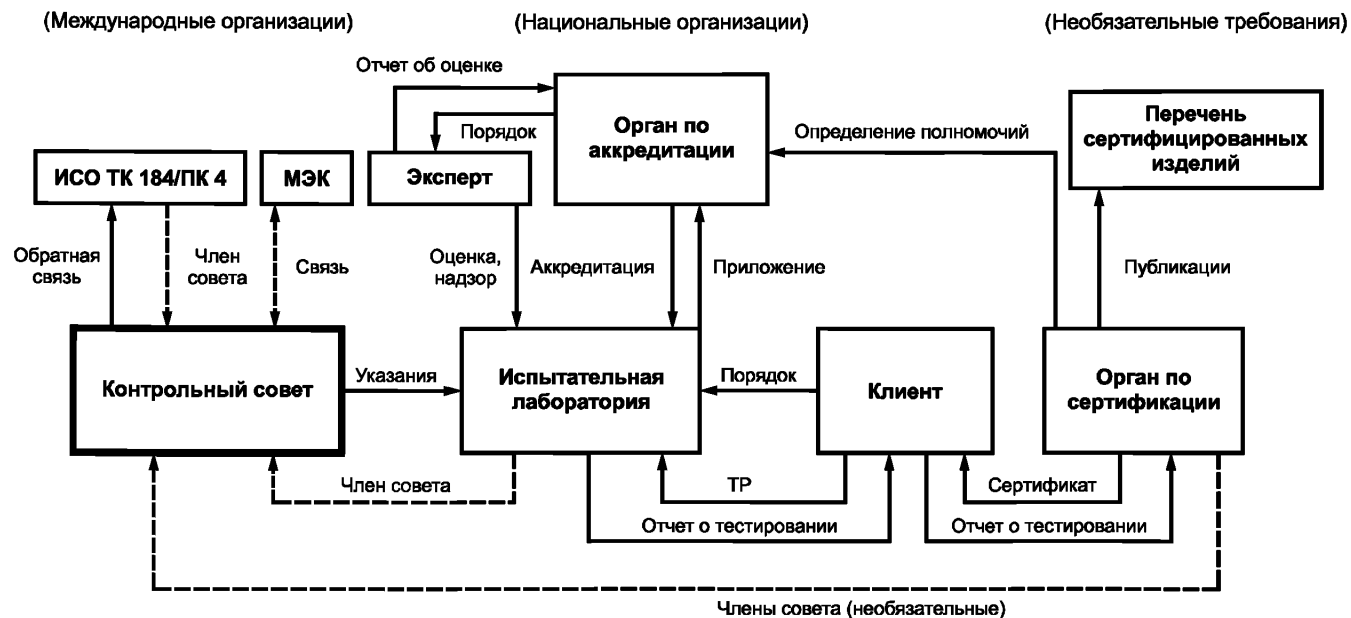 (Международные организации)
(Национальные организации)
(Необязательные требования)
Отчет об оценке
Порядок
Орган по
аккредитации
Определение полномочий
Перечень
сертифицированных
изделий
ИСО ТК 184/ПК 4
МЭК
Эксперт
Обратная
связь
Член
совета
Связь
Оценка,
надзор
Аккредитация
Приложение
Публикации
Контрольный совет
Указания
Испытательная
лаборатория
Порядок
Клиент
Орган по
сертификации
Член совета
ТР
Сертификат
Отчет о тестировании
Отчет о тестировании
Члены совета (необязательные)